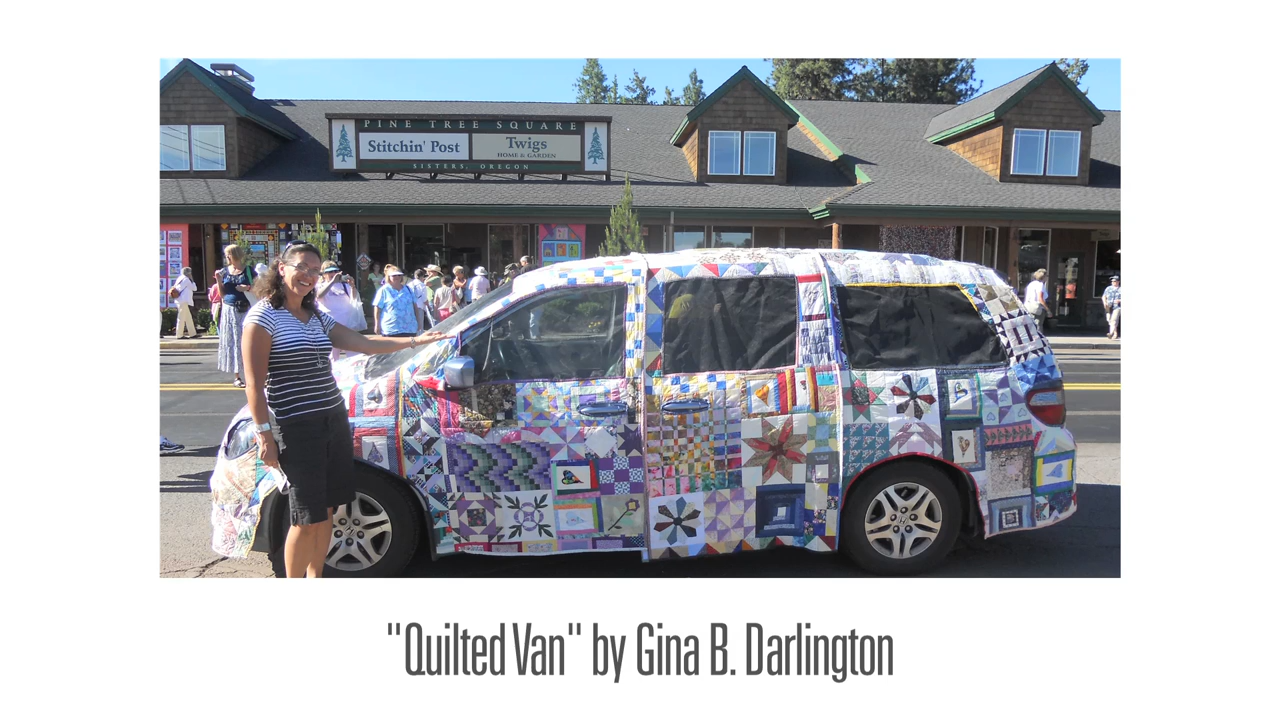 PINE TREE SQUARE
Stitchin' Post
Twigs
HOME & GARDEN
SISTERS, OREGON
"Quilted Van" by Gina B. Darlington